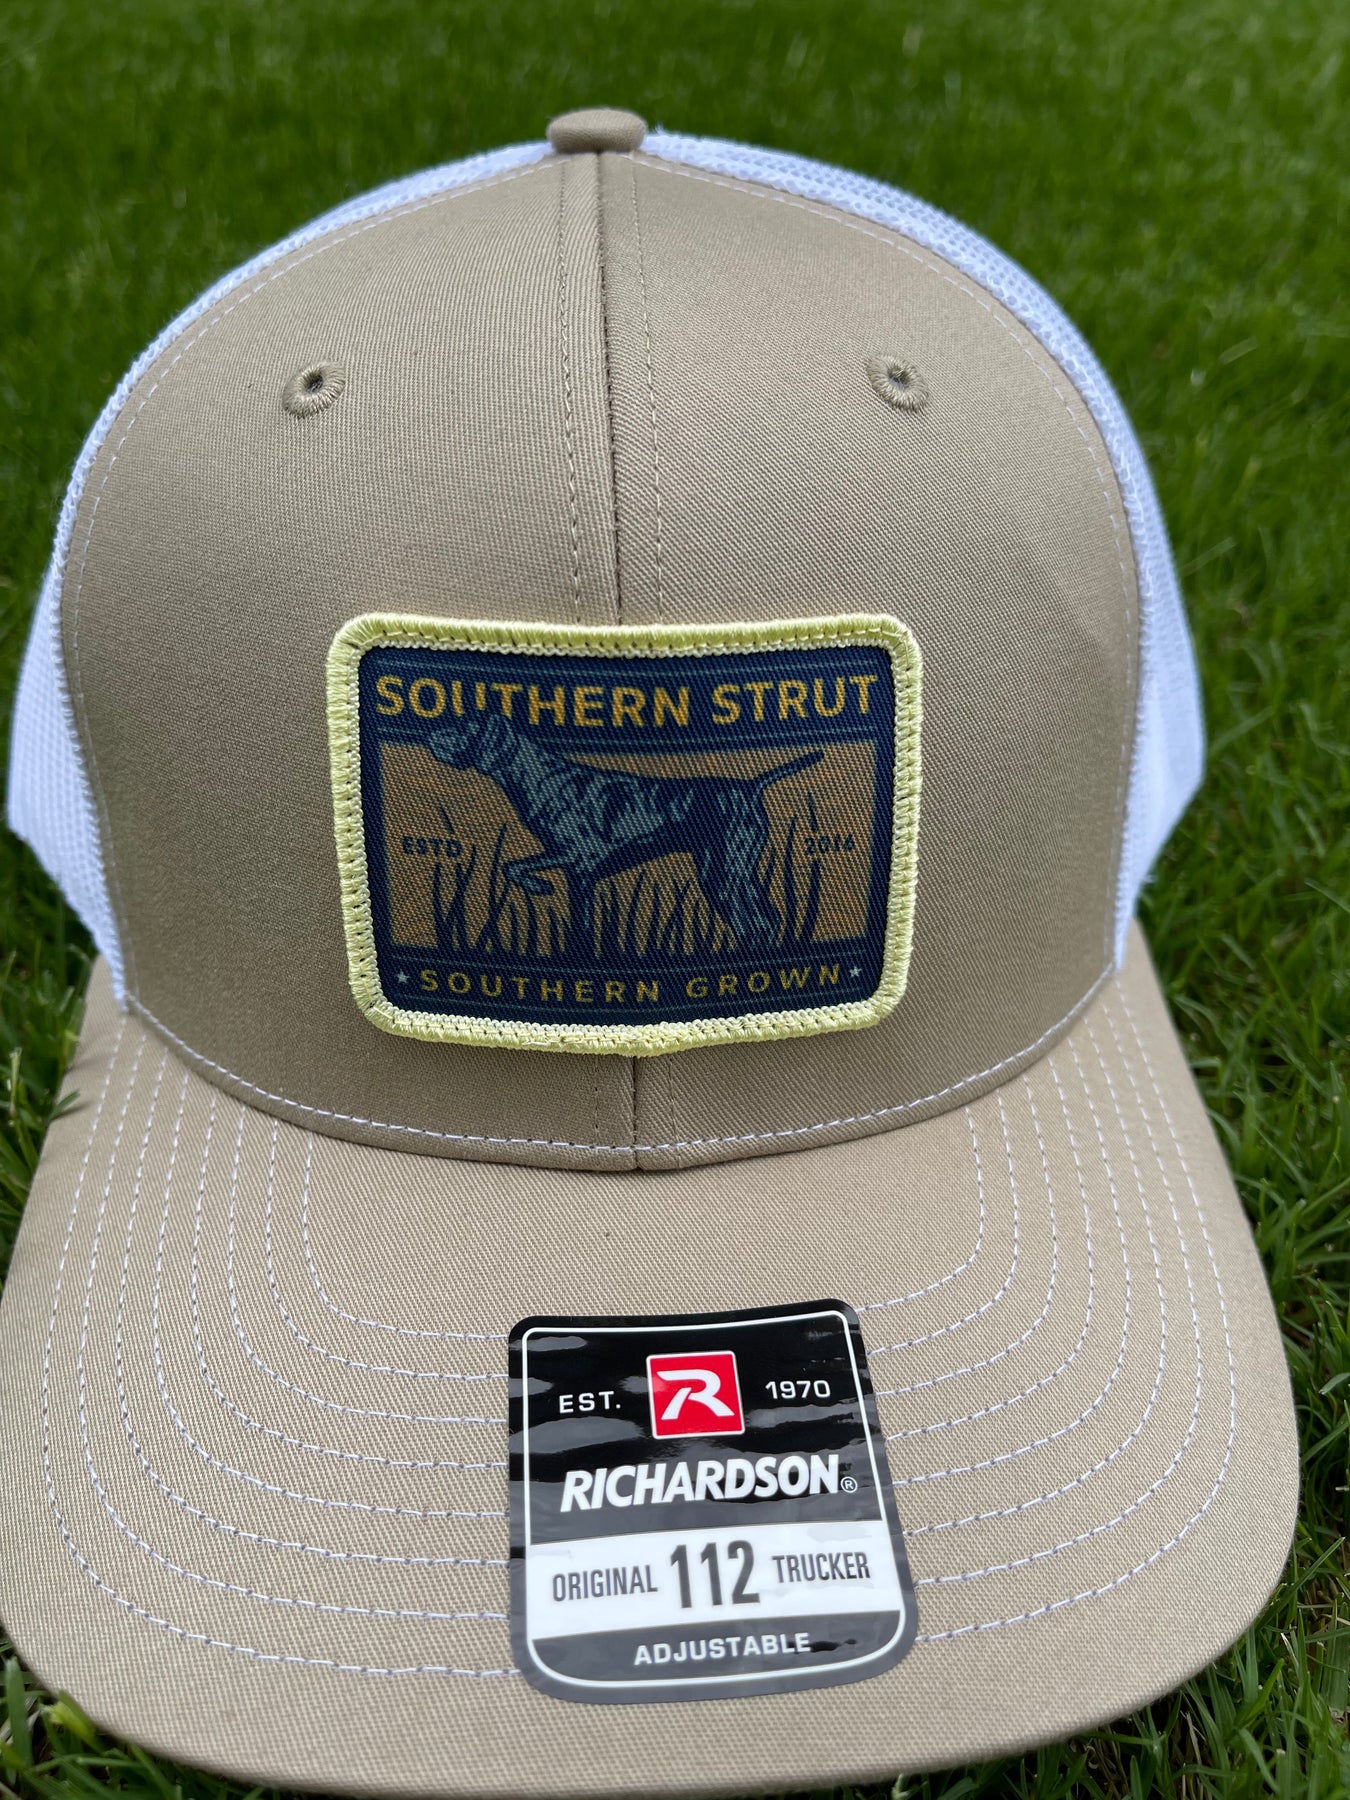 SOUTHERN STRUT
ESTD 2016
★ SOUTHERN GROWN ★
EST. R 1970
RICHARDSON®
ORIGINAL 112 TRUCKER
ADJUSTABLE